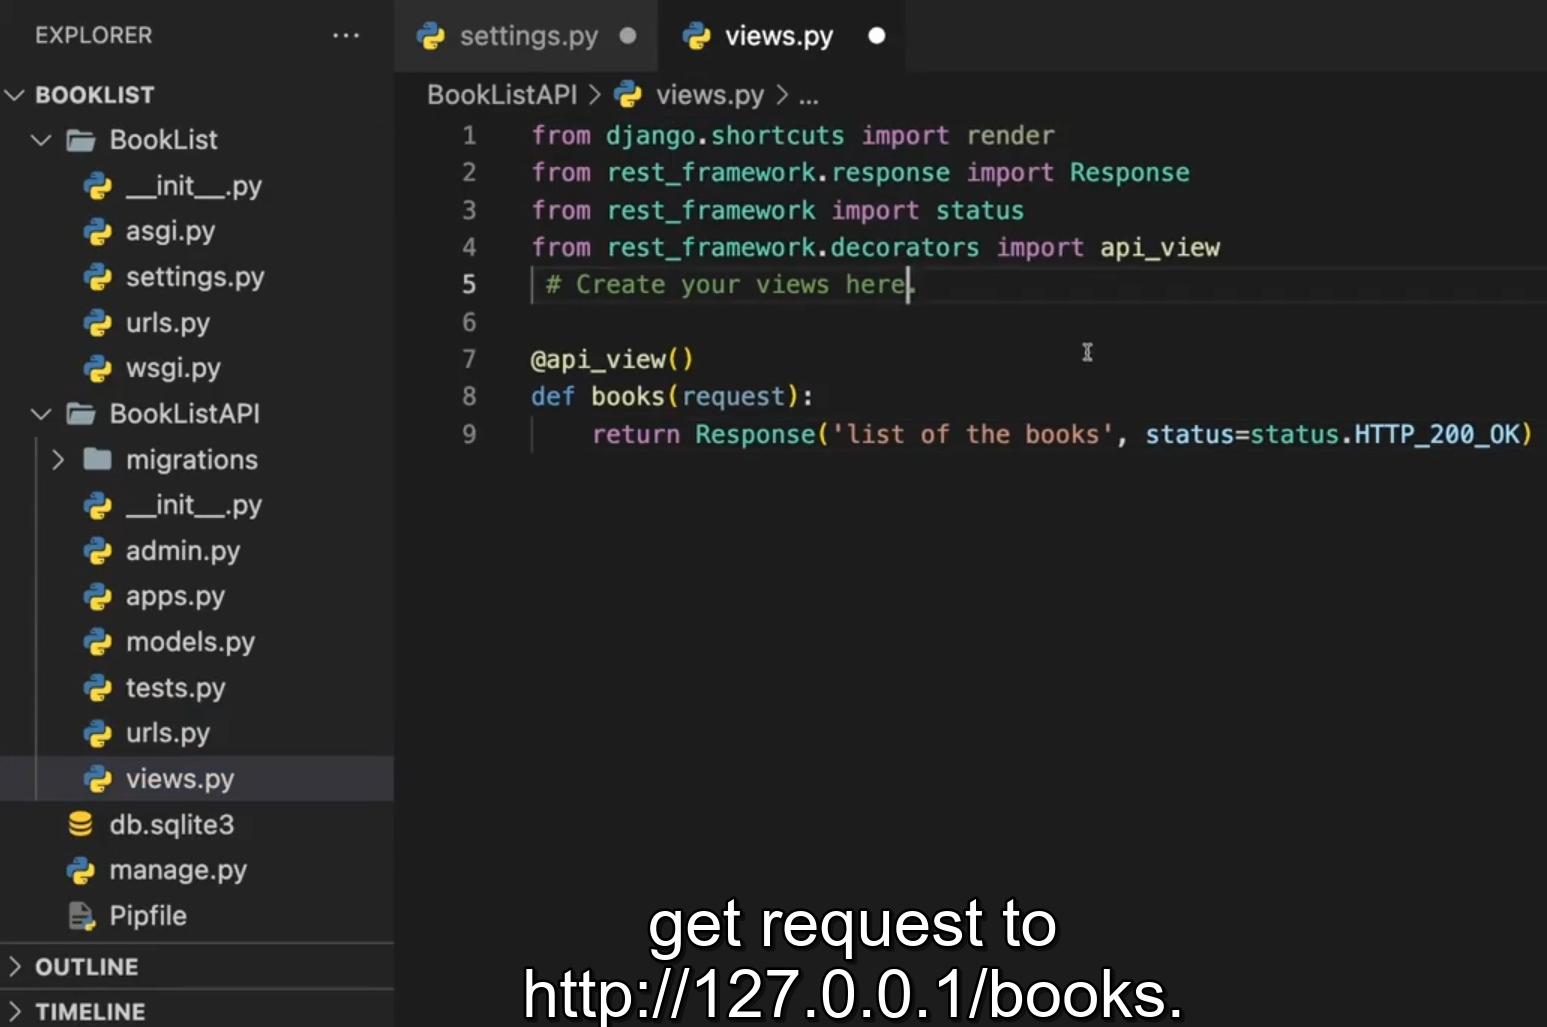 EXPLORER
...
settings.py
views.py
BOOKLIST
BookListAPI > views.py > ...
BookList
__init__.py
asgi.py
settings.py
urls.py
wsgi.py
BookListAPI
migrations
__init__.py
admin.py
apps.py
models.py
tests.py
urls.py
views.py
db.sqlite3
manage.py
Pipfile
OUTLINE
TIMELINE
1 from django.shortcuts import render
2 from rest_framework.response import Response
3 from rest_framework import status
4 from rest_framework.decorators import api_view
5 # Create your views here.
6
7 @api_view()
8 def books(request):
9 return Response('list of the books', status=status.HTTP_200_OK)
get request to
http://127.0.0.1/books.